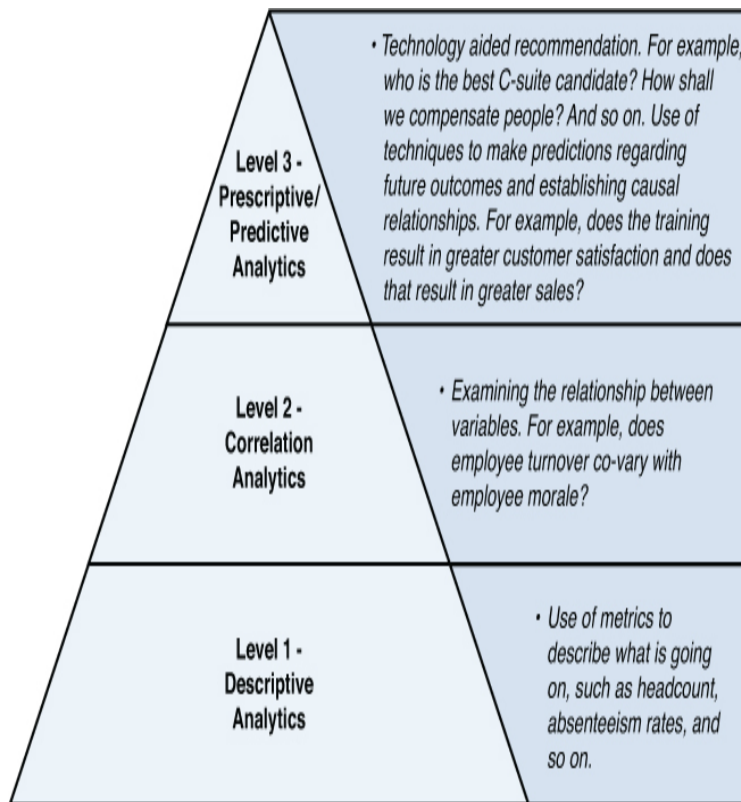 Level 3 -
Prescriptive/
Predictive
Analytics
• Technology aided recommendation. For example,
who is the best C-suite candidate? How shall
we compensate people? And so on. Use of
techniques to make predictions regarding
future outcomes and establishing causal
relationships. For example, does the training
result in greater customer satisfaction and does
that result in greater sales?
Level 2 -
Correlation
Analytics
• Examining the relationship between
variables. For example, does
employee turnover co-vary with
employee morale?
Level 1 -
Descriptive
Analytics
• Use of metrics to
describe what is going
on, such as headcount,
absenteeism rates, and
so on.